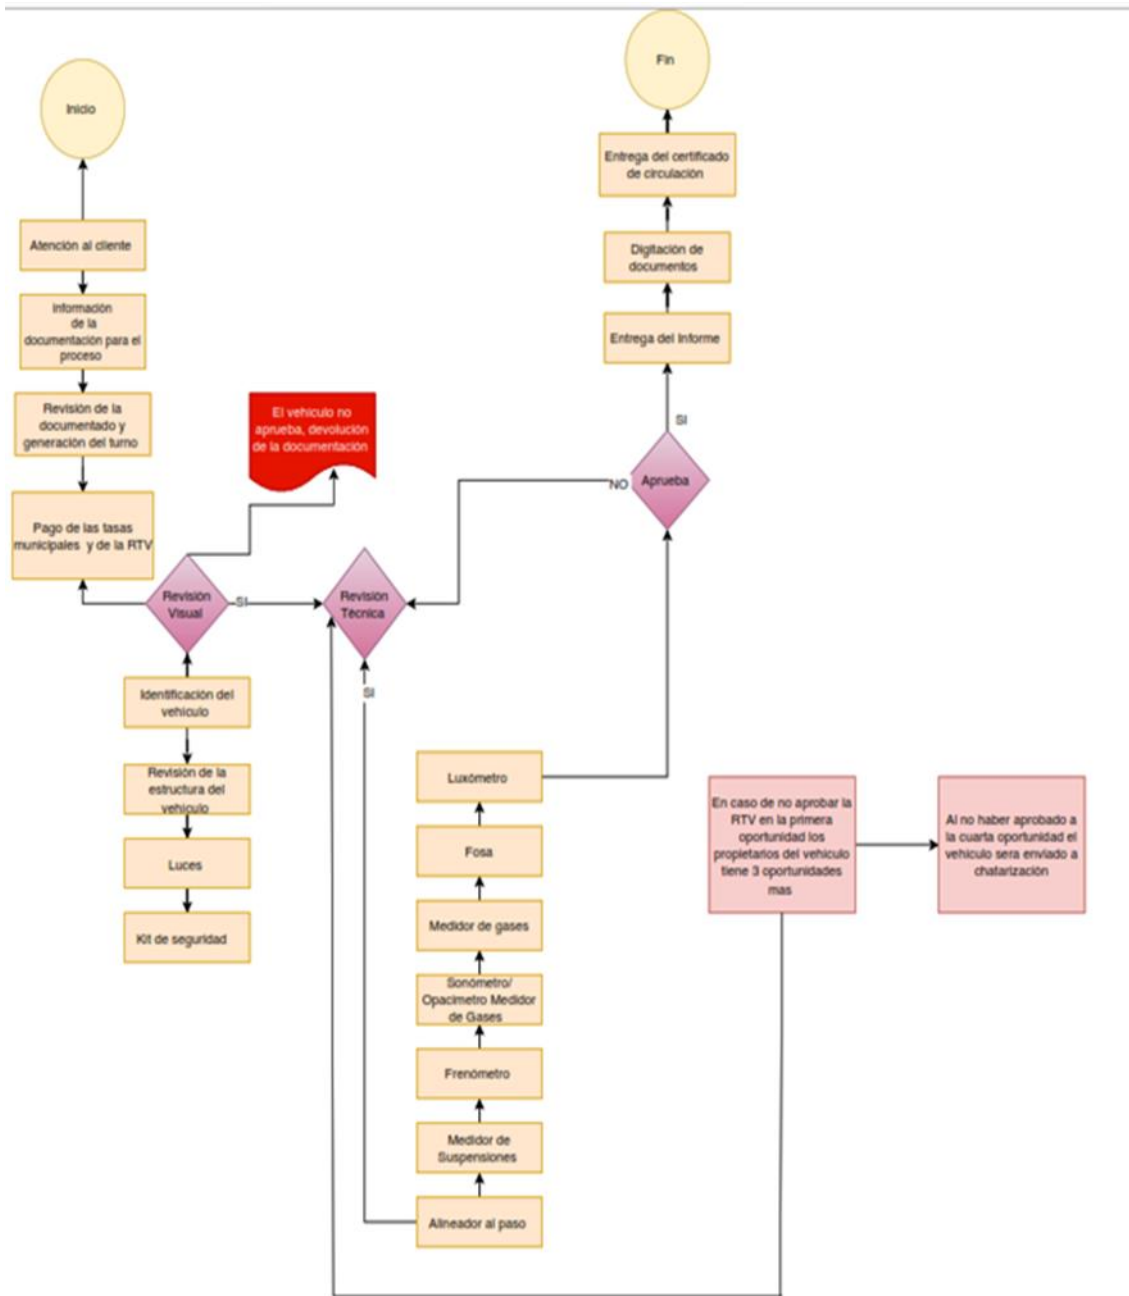 Inicio
Atención al cliente
Información
de la
documentación para el
proceso
Revisión de la
documentado y
generación del turno
Pago de las tasas
municipales y de la RTV
El vehiculo no
aprueba, devolución
de la documentación
Revisión
Visual
SI
Revisión
Técnica
SI
Identificación del
vehiculo
Revisión de la
estructura del
vehiculo
Luces
Kit de seguridad
Fin
Entrega del certificado
de circulación
Digitación de
documentos
Entrega del Informe
SI
Aprueba
NO
Luxómetro
Fosa
Medidor de gases
Sonómetro/
Opacimetro Medidor
de Gases
Frenómetro
Medidor de
Suspensiones
Alineador al paso
En caso de no aprobar la
RTV en la primera
oportunidad los
propietarios del vehiculo
tiene 3 oportunidades
mas
Al no haber aprobado a
la cuarta oportunidad el
vehiculo sera enviado a
chatarización